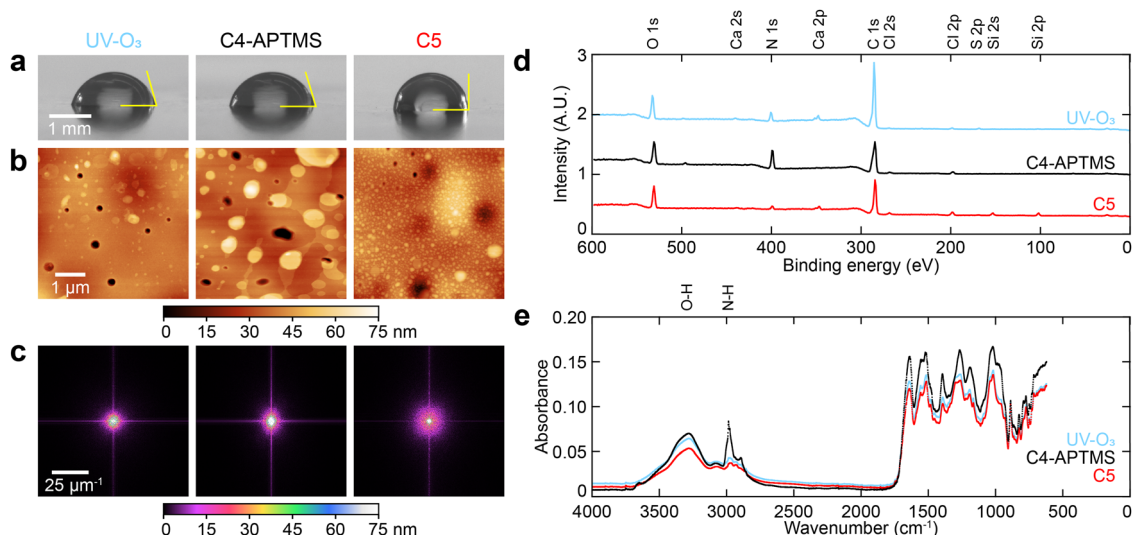 UV-O₃
C4-APTMS
C5
a
1 mm
b
1 µm
0 15 30 45 60 75 nm
c
25 µm⁻¹
0 15 30 45 60 75 nm
d
O 1s
Ca 2s
N 1s
Ca 2p
C 1s
Cl 2s
Cl 2p
S 2p
Si 2s
Si 2p
Intensity (A.U.)
3
2
1
0
UV-O₃
C4-APTMS
C5
600 500 400 300 200 100 0
Binding energy (eV)
e
O-H
N-H
Absorbance
0.20
0.15
0.10
0.05
0
UV-O₃
C4-APTMS
C5
4000 3500 3000 2500 2000 1500 1000 500 0
Wavenumber (cm⁻¹)